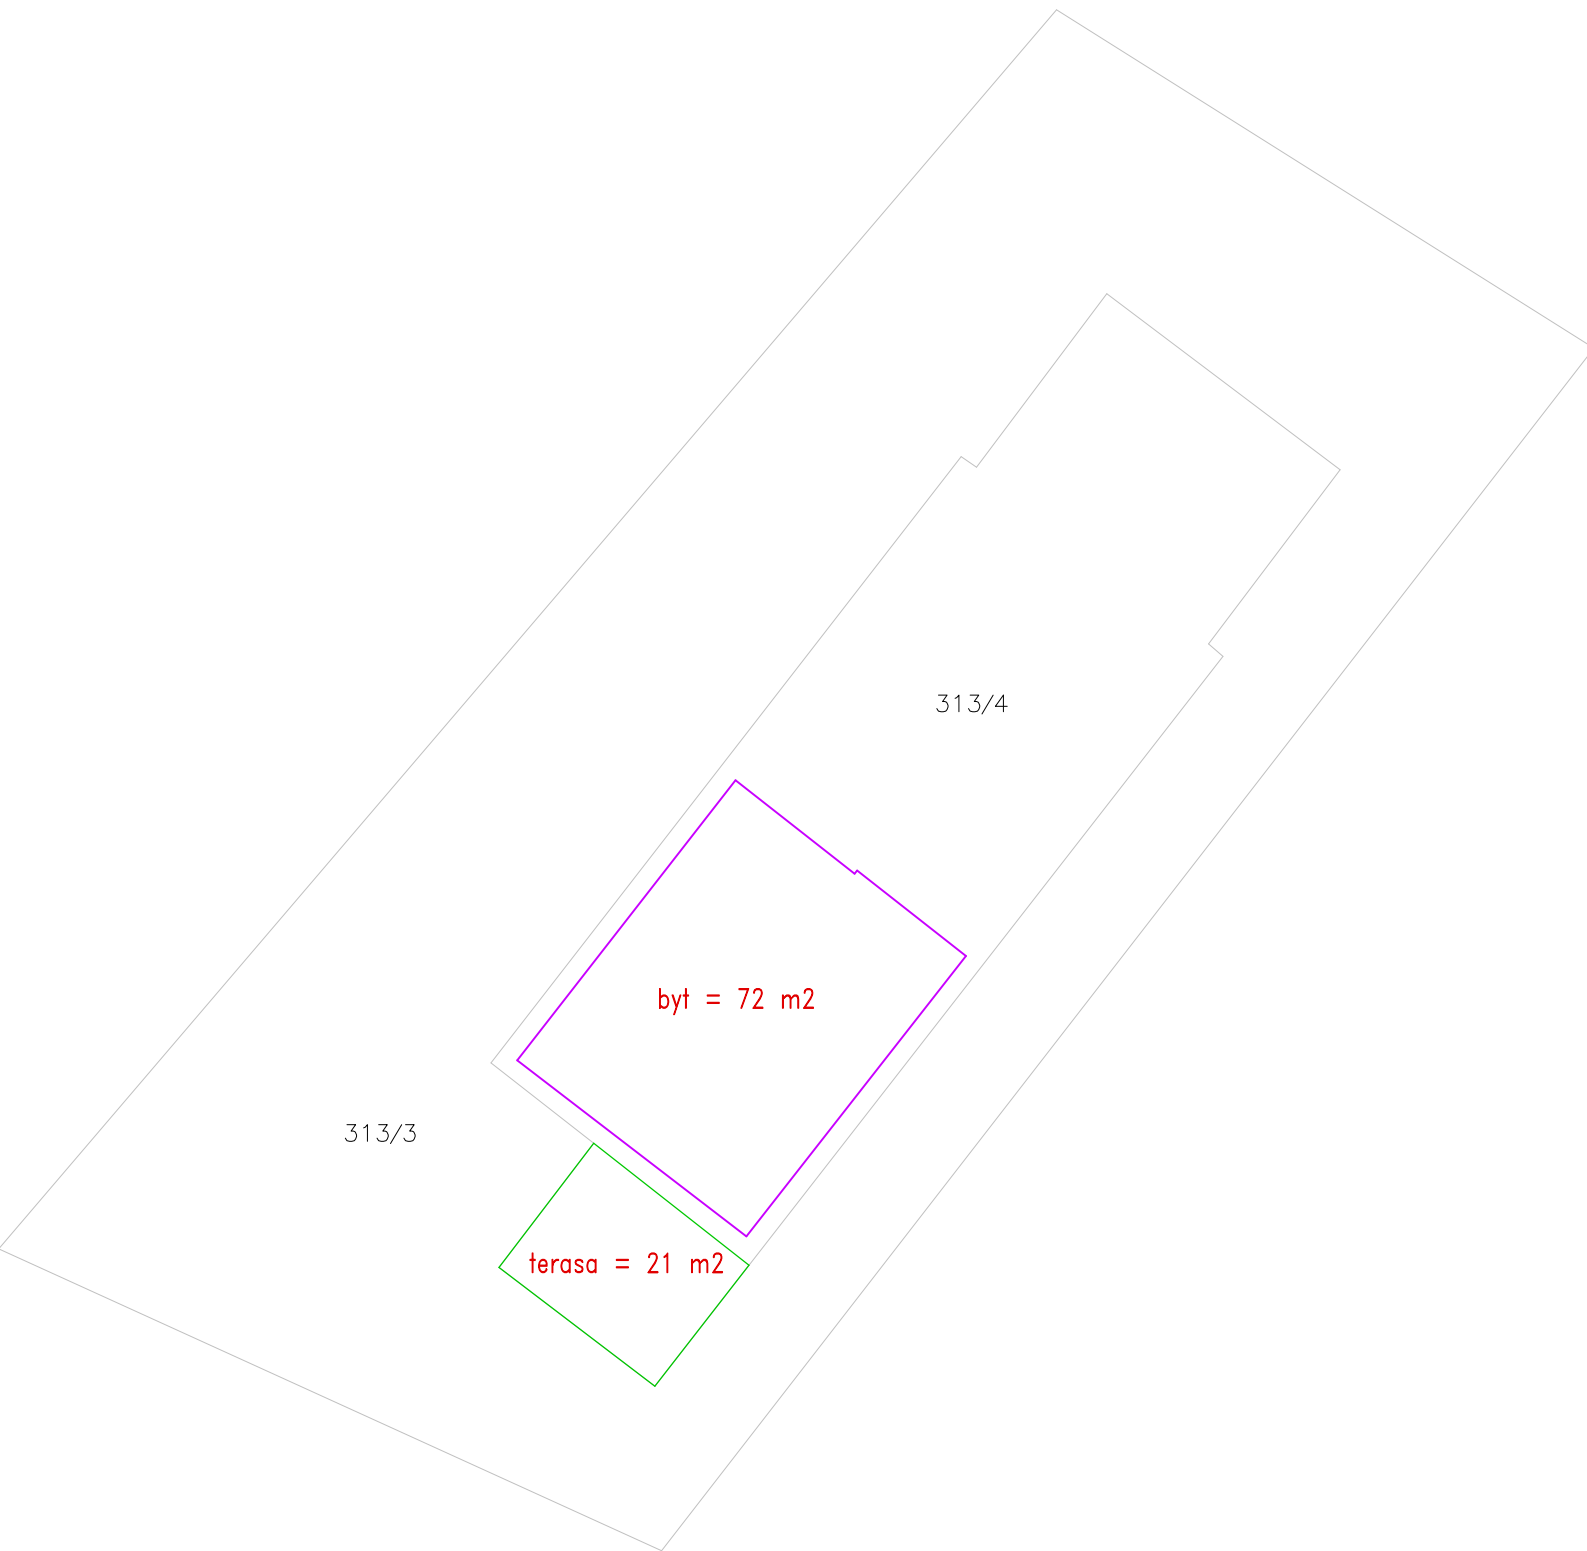 313/4
byt = 72 m2
313/3
terasa = 21 m2